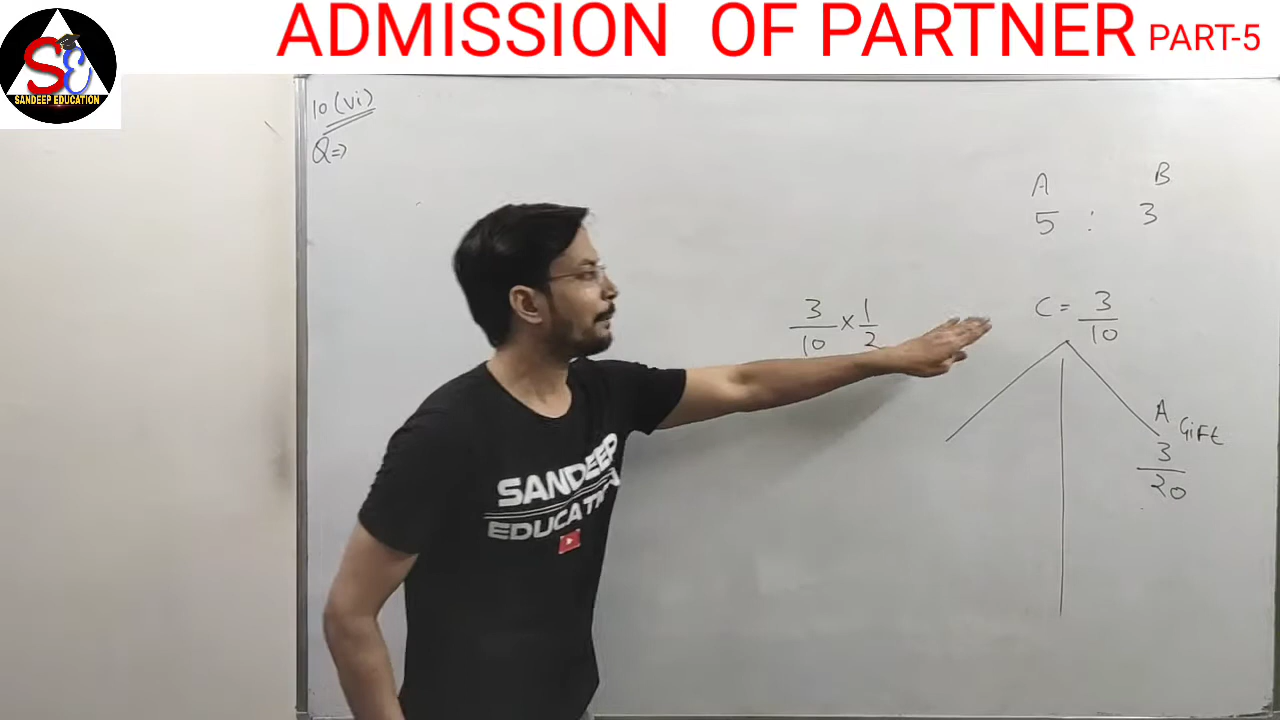 ADMISSION OF PARTNER PART-5
SE
SANDEEP EDUCATION
10 (vi)
Q⇒
A B
5 : 3
C = 3/10
3/10 × 1/2
A Gift
3/20
SANDEEP
EDUCATION